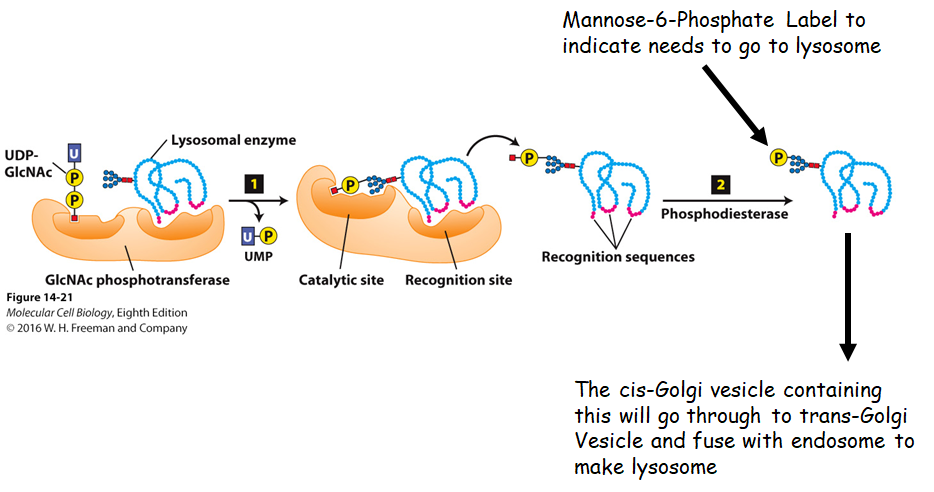 Mannose-6-Phosphate Label to
indicate needs to go to lysosome
Lysosomal enzyme
UDP-
GlcNAc
U
P
P
1
U
P
UMP
P
P
2
Phosphodiesterase
P
Recognition sequences
GlcNAc phosphotransferase
Catalytic site
Recognition site
Figure 14-21
Molecular Cell Biology, Eighth Edition
© 2016 W. H. Freeman and Company
The cis-Golgi vesicle containing
this will go through to trans-Golgi
Vesicle and fuse with endosome to
make lysosome